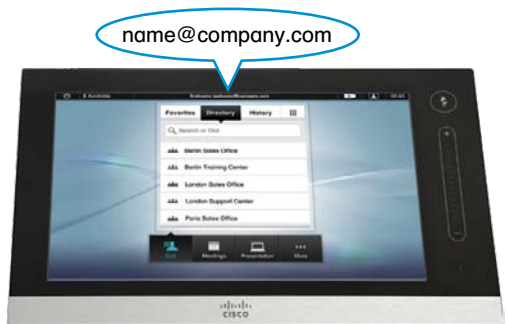 name@company.com
Available
Favorites Directory History
Search or Dial
Berlin Sales Office
Berlin Training Center
London Sales Office
London Support Center
Paris Sales Office
Call Meetings Presentation More
CISCO